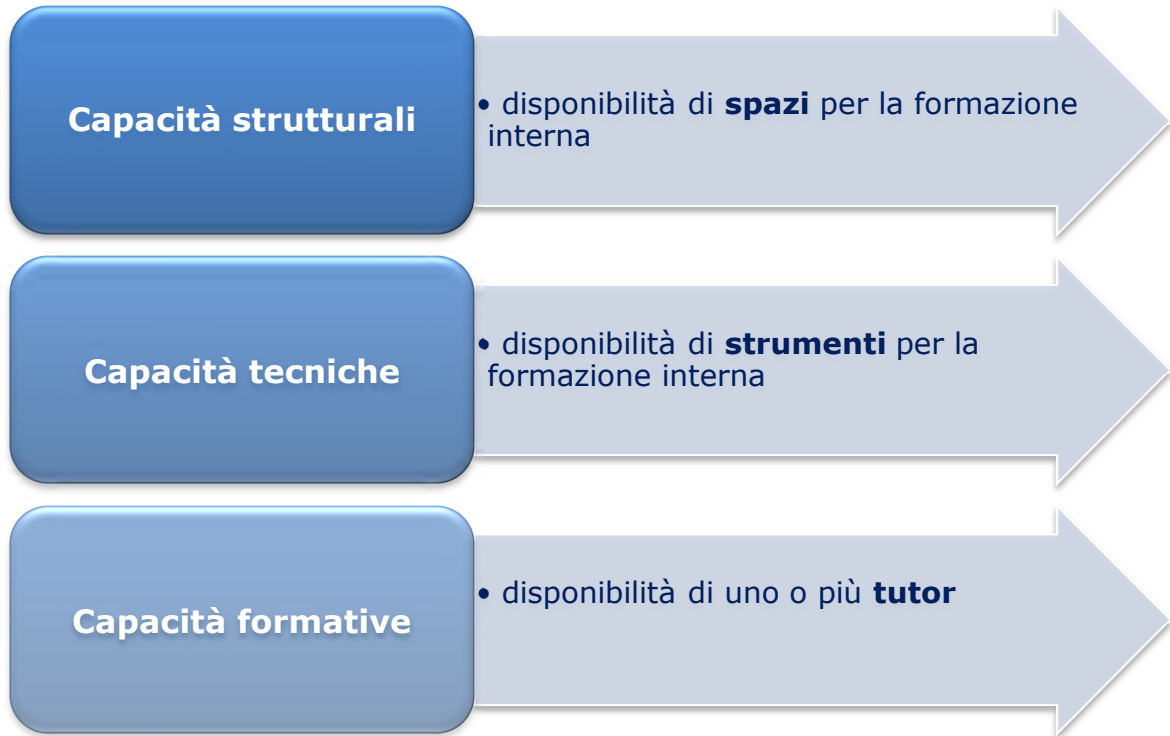 Capacità strutturali
• disponibilità di spazi per la formazione
interna
Capacità tecniche
• disponibilità di strumenti per la
formazione interna
Capacità formative
• disponibilità di uno o più tutor